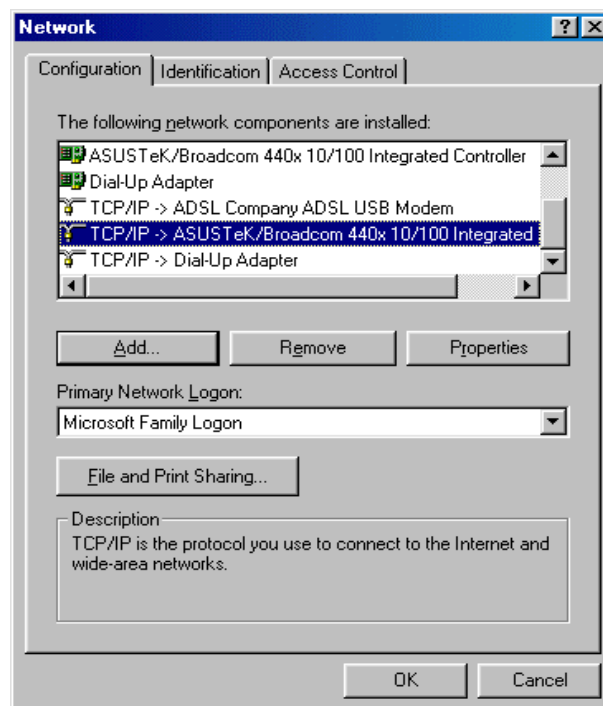 Network
Configuration Identification Access Control
The following network components are installed:
ASUSTeK/Broadcom 440x 10/100 Integrated Controller
Dial-Up Adapter
TCP/IP -> ADSL Company ADSL USB Modem
TCP/IP -> ASUSTeK/Broadcom 440x 10/100 Integrated
TCP/IP -> Dial-Up Adapter
Add... Remove Properties
Primary Network Logon:
Microsoft Family Logon
File and Print Sharing...
Description
TCP/IP is the protocol you use to connect to the Internet and
wide-area networks.
OK Cancel